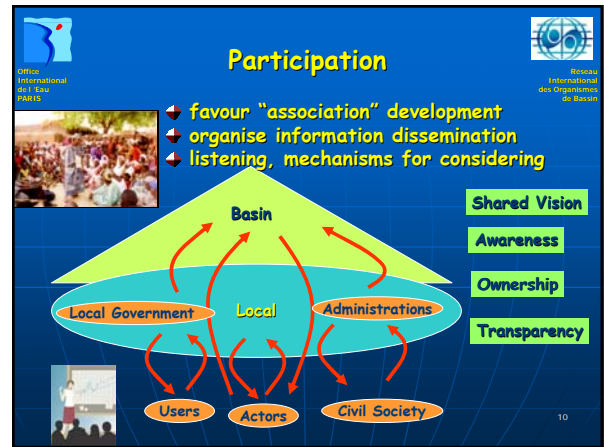 Participation
Office
International
de l 'Eau
PARIS
Réseau
International
des Organismes
de Bassin
favour “association” development
organise information dissemination
listening, mechanisms for considering
Basin
Shared Vision
Awareness
Ownership
Transparency
Local Government
Local
Administrations
Users
Actors
Civil Society
10